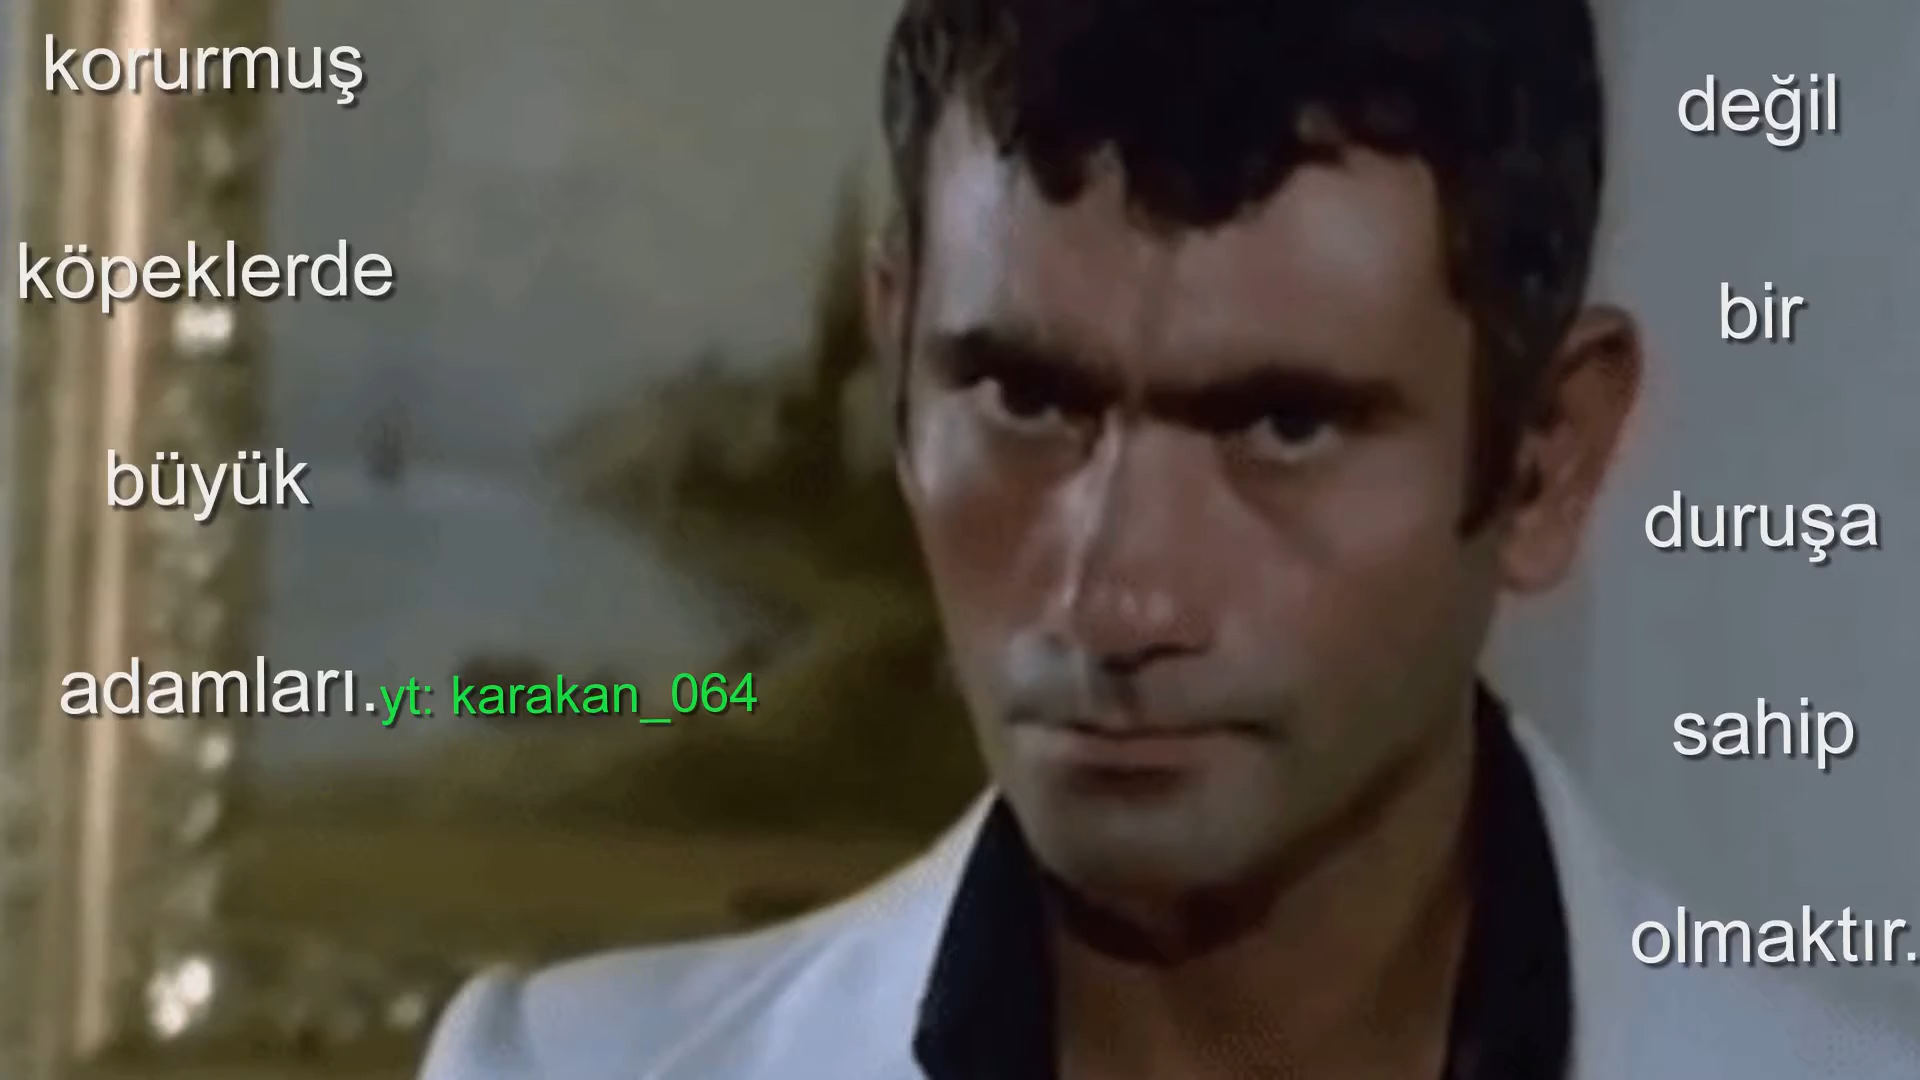 korurmuş
köpeklerde
büyük
adamları.
yt: karakan_064
değil
bir
duruşa
sahip
olmaktır.